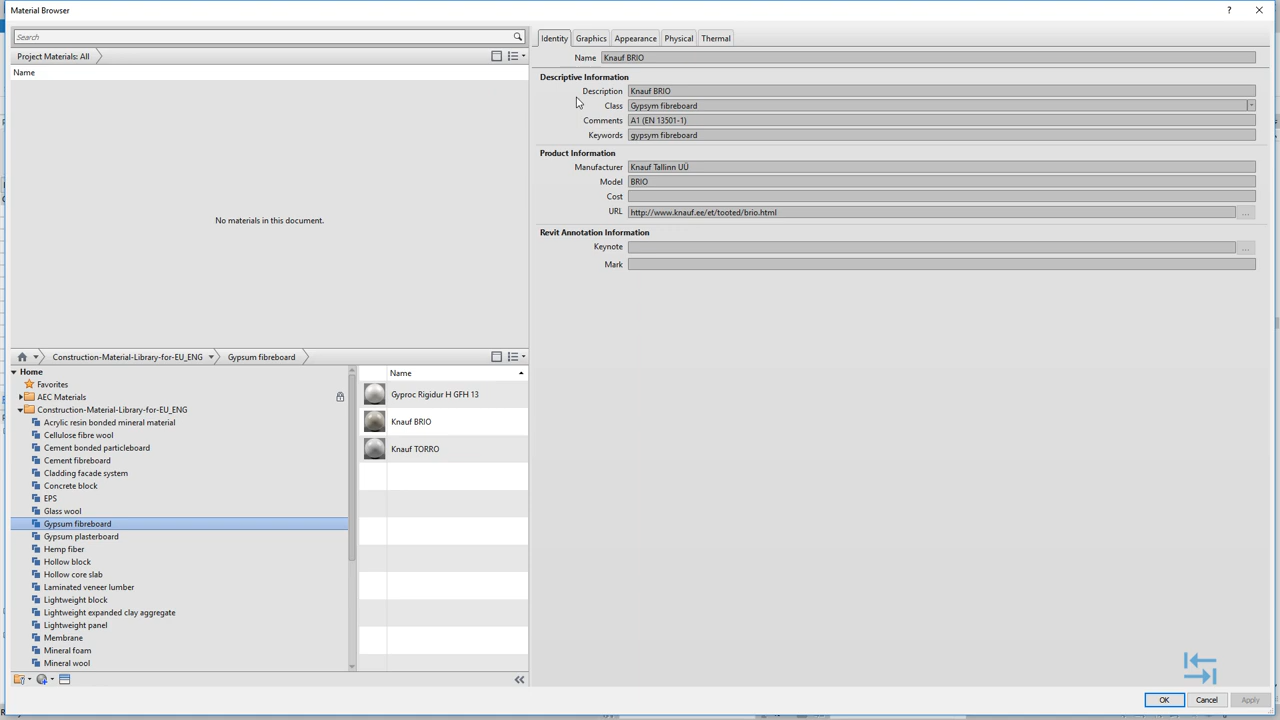 Material Browser
?
Search
Project Materials: All
Name
No materials in this document.
Construction-Material-Library-for-EU_ENG
Gypsum fibreboard
Home
Favorites
AEC Materials
Construction-Material-Library-for-EU_ENG
Acrylic resin bonded mineral material
Cellulose fibre wool
Cement bonded particleboard
Cement fibreboard
Cladding facade system
Concrete block
EPS
Glass wool
Gypsum fibreboard
Gypsum plasterboard
Hemp fiber
Hollow block
Hollow core slab
Laminated veneer lumber
Lightweight block
Lightweight expanded clay aggregate
Lightweight panel
Membrane
Mineral foam
Mineral wool
Name
Gyproc Rigidur H GFH 13
Knauf BRIO
Knauf TORRO
Identity Graphics Appearance Physical Thermal
Name Knauf BRIO
Descriptive Information
Description Knauf BRIO
Class Gypsym fibreboard
Comments A1 (EN 13501-1)
Keywords gypsym fibreboard
Product Information
Manufacturer Knauf Tallinn UÜ
Model BRIO
Cost
URL http://www.knauf.ee/et/tooted/brio.html ...
Revit Annotation Information
Keynote ...
Mark
OK Cancel Apply